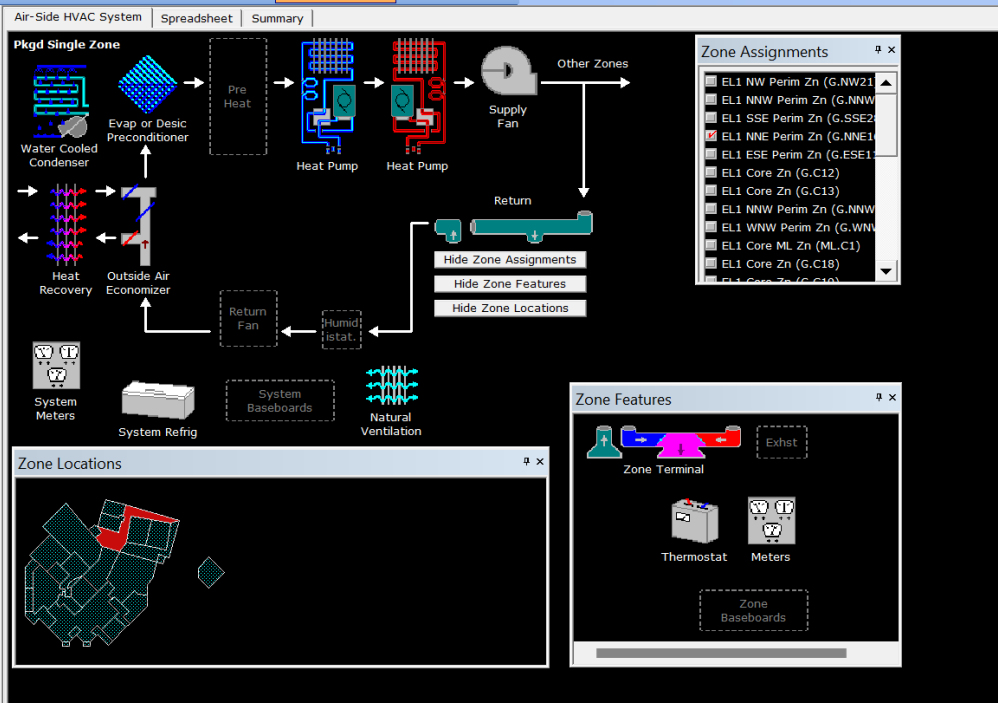 Air-Side HVAC System
Spreadsheet
Summary
Pkgd Single Zone
Water Cooled
Condenser
Evap or Desic
Preconditioner
Pre
Heat
Heat Pump
Heat Pump
Supply
Fan
Other Zones
Return
Heat
Recovery
Outside Air
Economizer
Hide Zone Assignments
Hide Zone Features
Hide Zone Locations
Return
Fan
Humid
istat.
System
Meters
System Refrig
System
Baseboards
Natural
Ventilation
Zone Assignments
EL1 NW Perim Zn (G.NW21
EL1 NNW Perim Zn (G.NNW
EL1 SSE Perim Zn (G.SSE2
EL1 NNE Perim Zn (G.NNE1
EL1 ESE Perim Zn (G.ESE11
EL1 Core Zn (G.C12)
EL1 Core Zn (G.C13)
EL1 NNW Perim Zn (G.NNW
EL1 WNW Perim Zn (G.WNW
EL1 Core ML Zn (ML.C1)
EL1 Core Zn (G.C18)
EL1 Core Zn (G.C19)
Zone Locations
Zone Features
Exhst
Zone Terminal
Thermostat
Meters
Zone
Baseboards